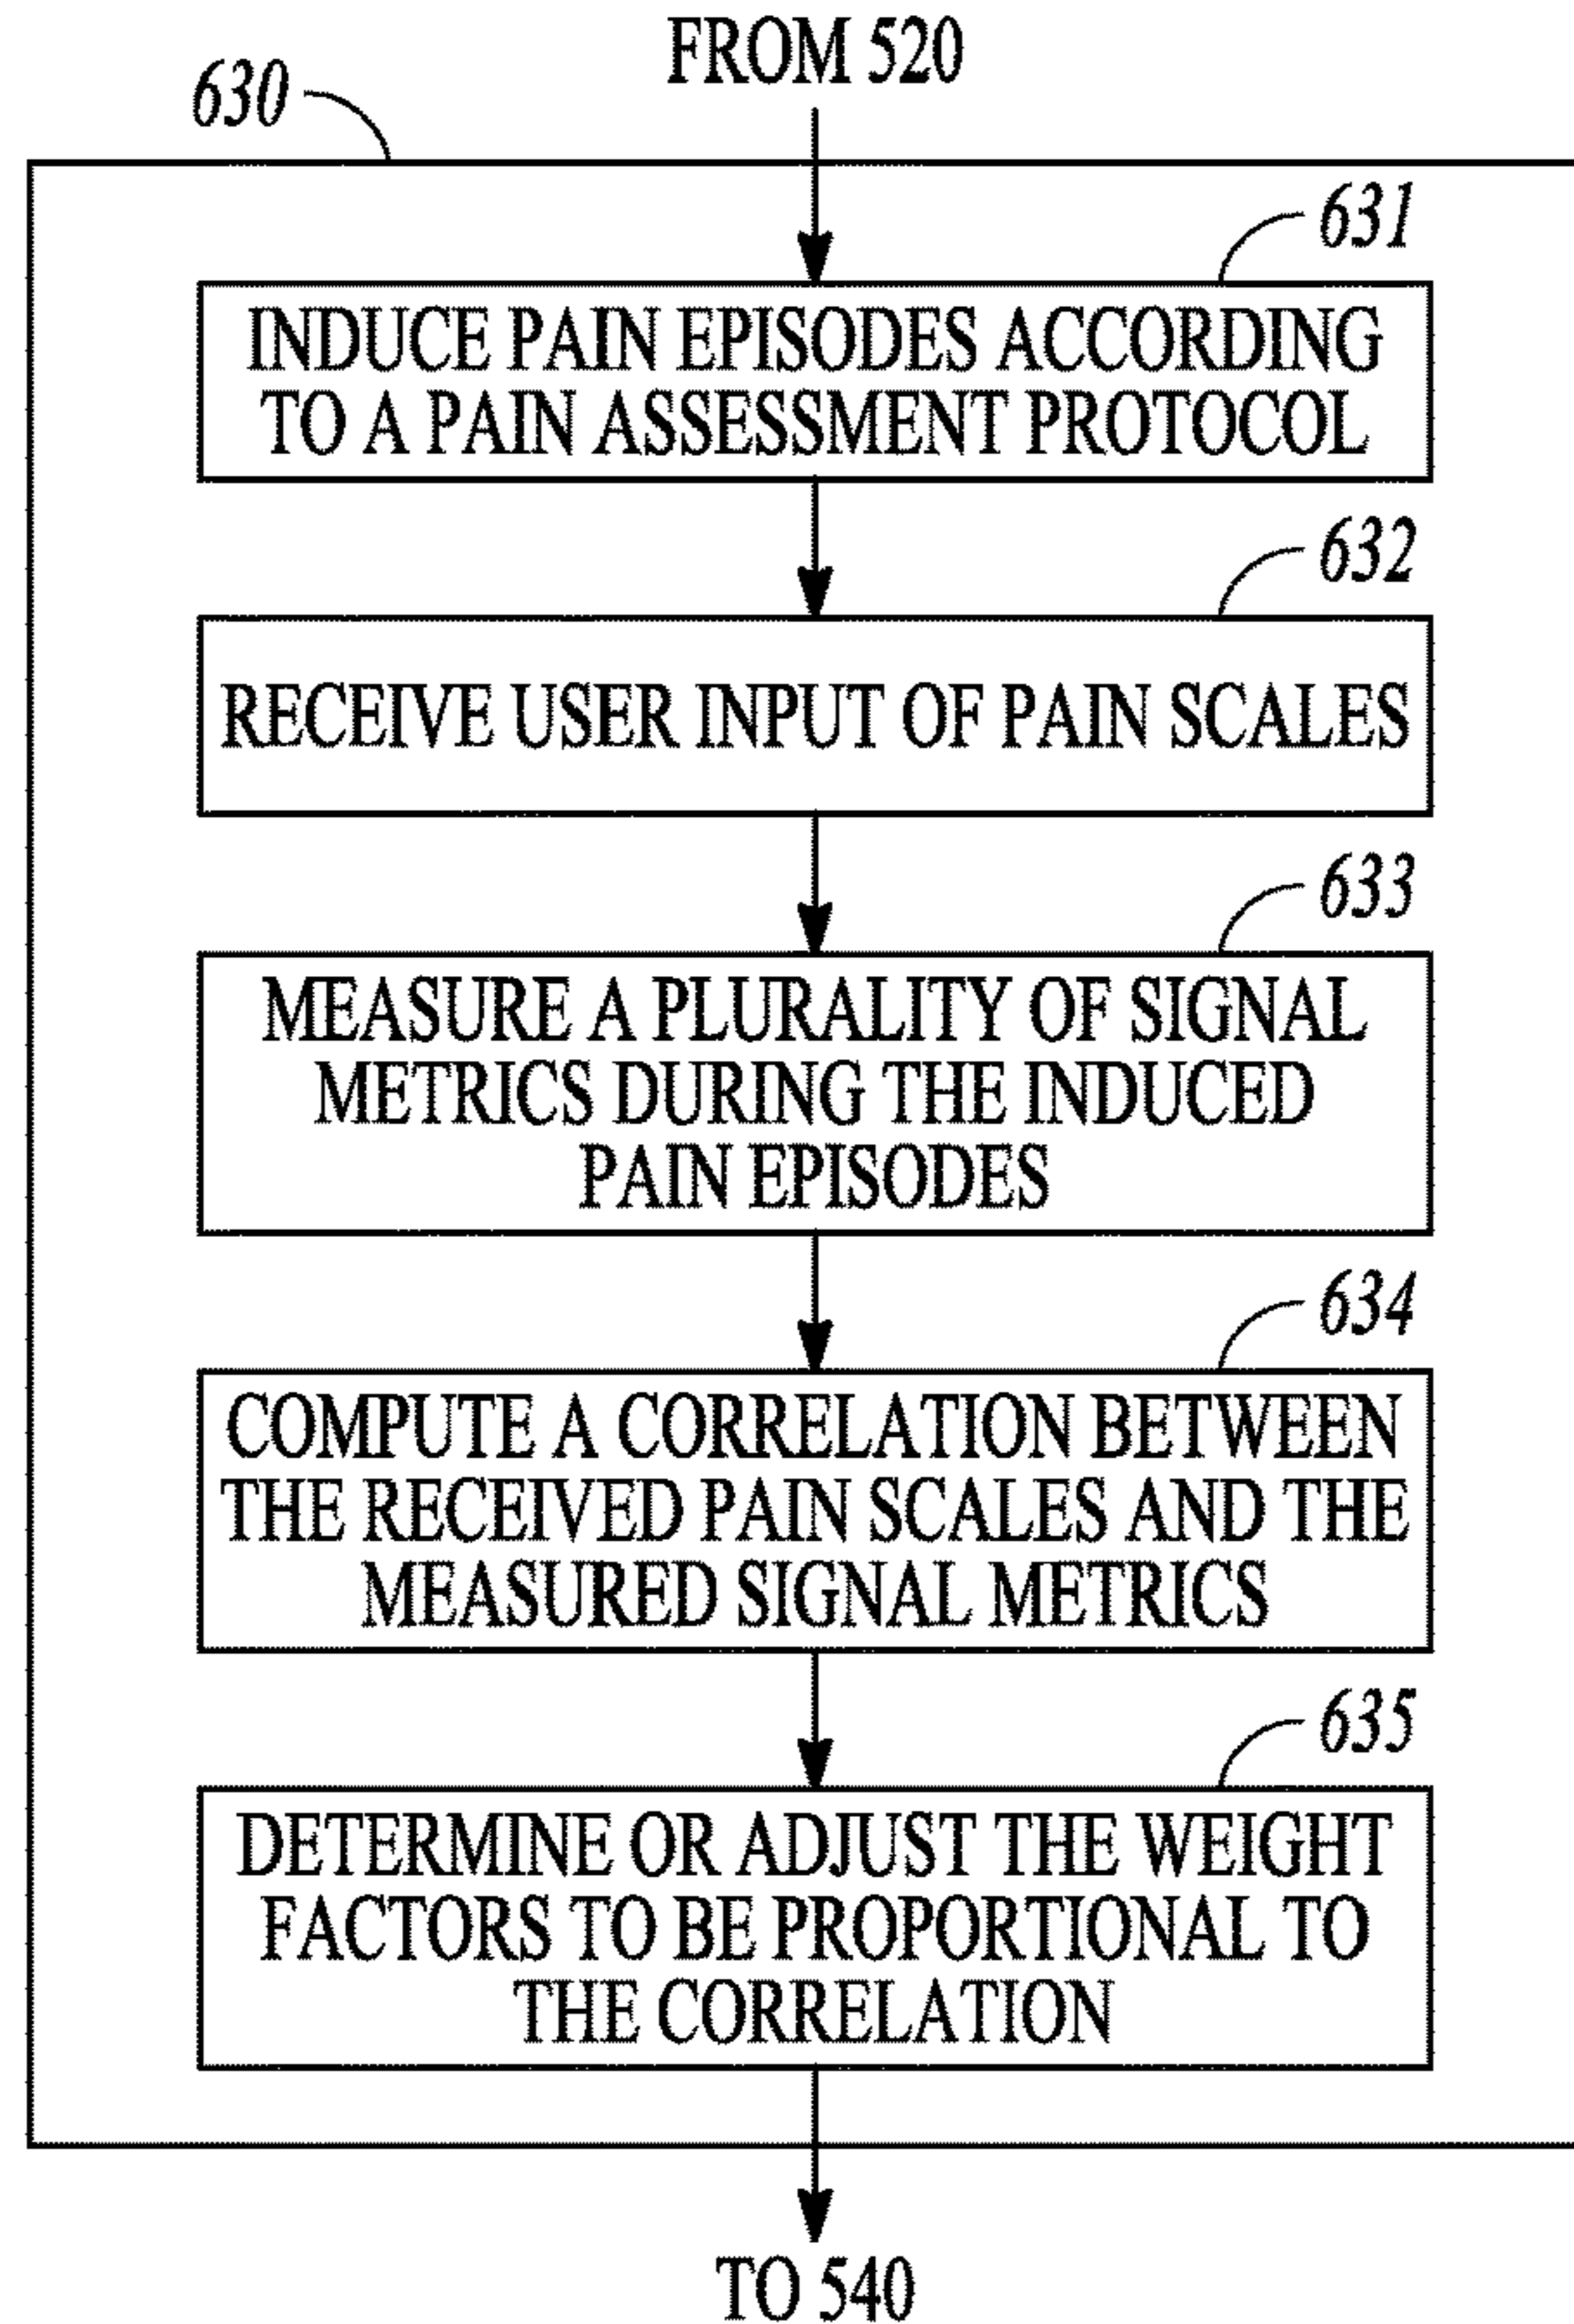 FROM 520
630
631
INDUCE PAIN EPISODES ACCORDING
TO A PAIN ASSESSMENT PROTOCOL
632
RECEIVE USER INPUT OF PAIN SCALES
633
MEASURE A PLURALITY OF SIGNAL
METRICS DURING THE INDUCED
PAIN EPISODES
634
COMPUTE A CORRELATION BETWEEN
THE RECEIVED PAIN SCALES AND THE
MEASURED SIGNAL METRICS
635
DETERMINE OR ADJUST THE WEIGHT
FACTORS TO BE PROPORTIONAL TO
THE CORRELATION
TO 540